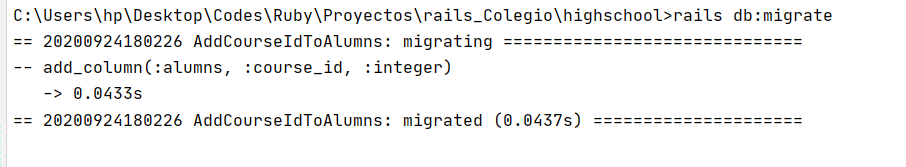 C:\Users\hp\Desktop\Codes\Ruby\Proyectos\rails_Colegio\highschool>rails db:migrate
== 20200924180226 AddCourseIdToAlumns: migrating ==============================
-- add_column(:alumns, :course_id, :integer)
   -> 0.0433s
== 20200924180226 AddCourseIdToAlumns: migrated (0.0437s) =====================